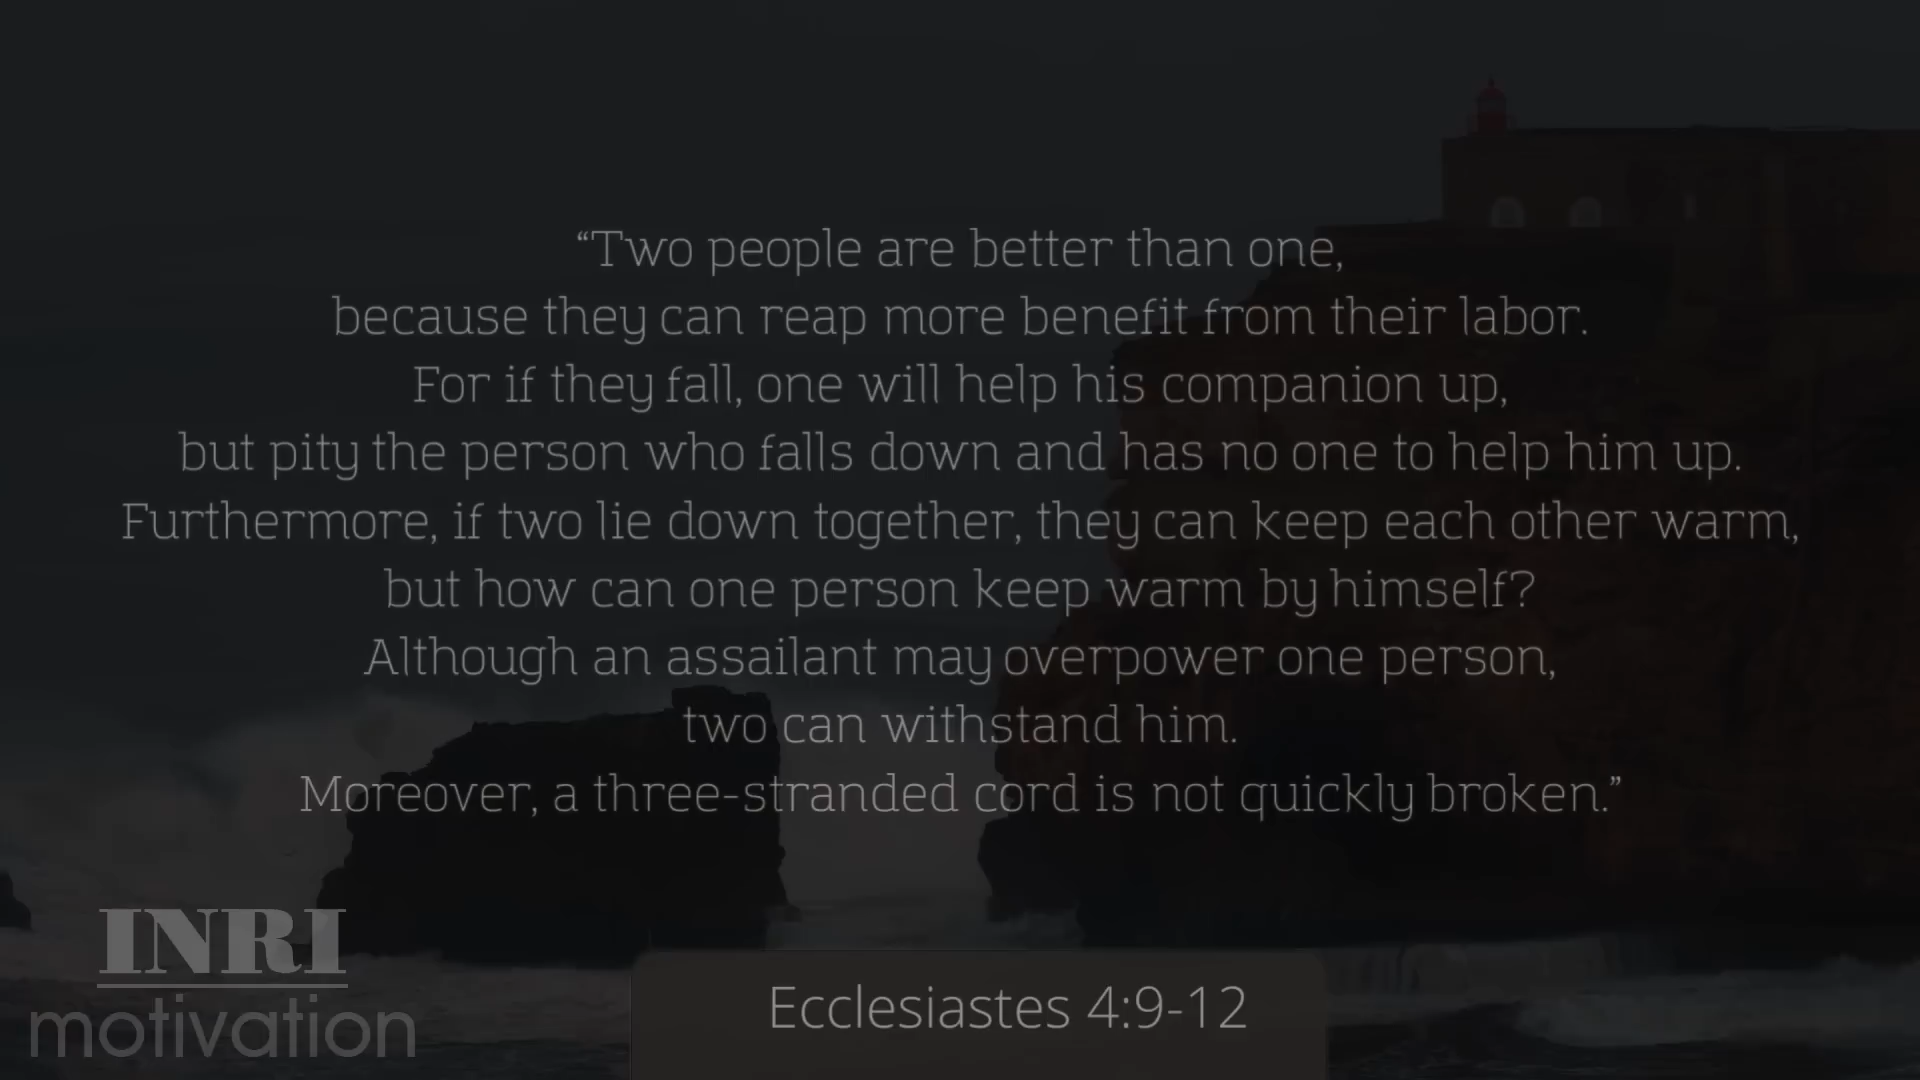 “Two people are better than one,
because they can reap more benefit from their labor.
For if they fall, one will help his companion up,
but pity the person who falls down and has no one to help him up.
Furthermore, if two lie down together, they can keep each other warm,
but how can one person keep warm by himself?
Although an assailant may overpower one person,
two can withstand him.
Moreover, a three-stranded cord is not quickly broken.”
INRI
motivation
Ecclesiastes 4:9-12